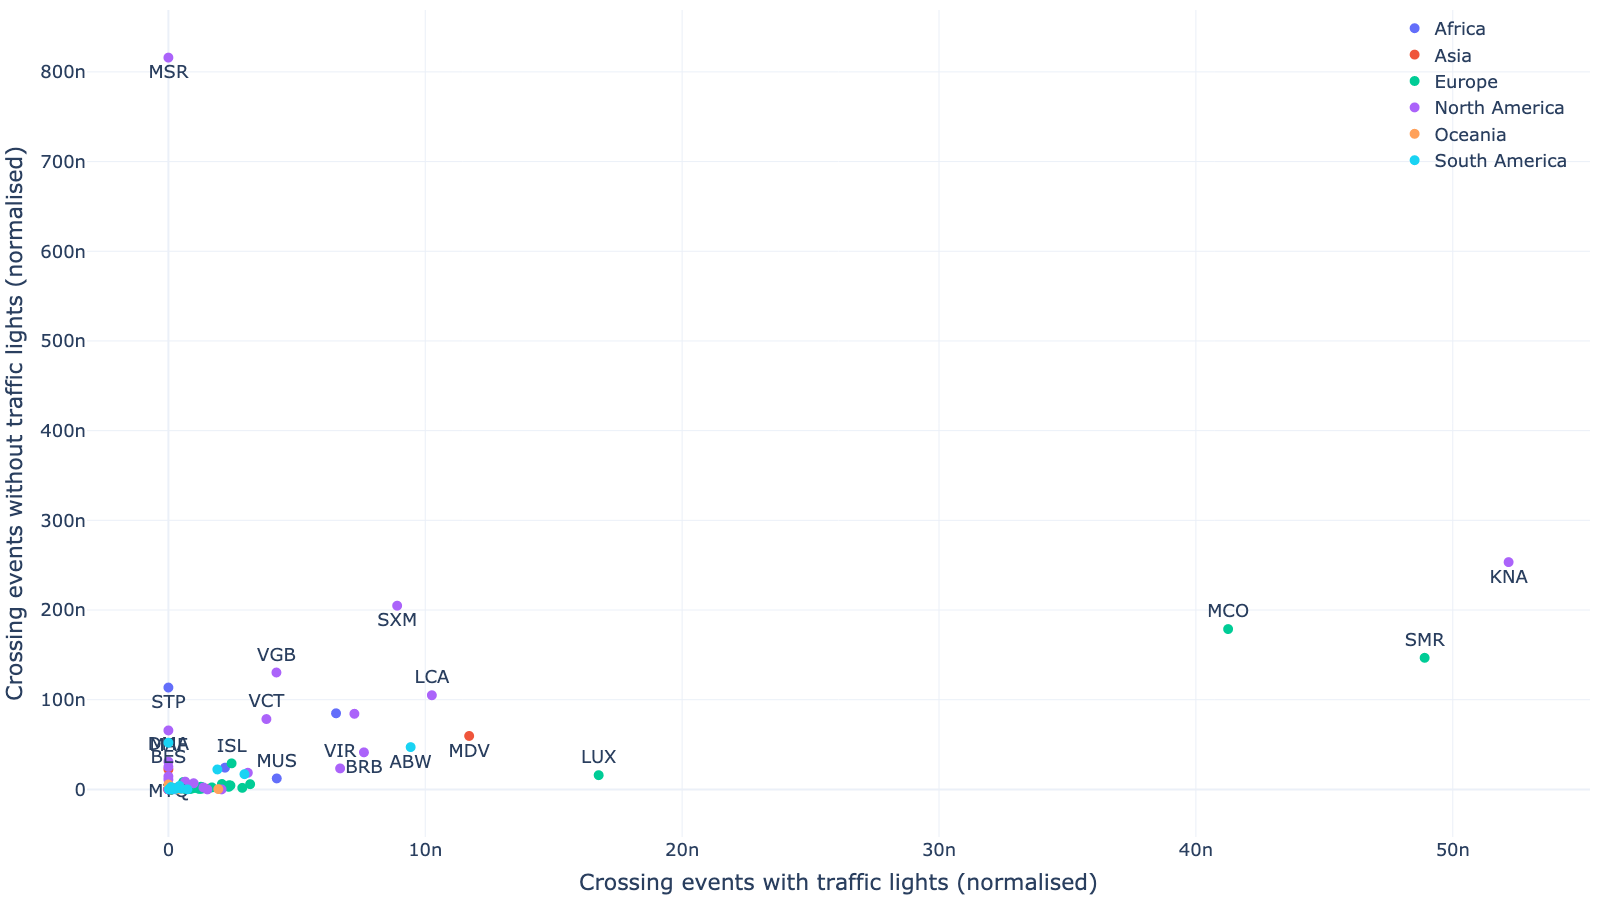 Crossing events without traffic lights (normalised)
800n
700n
600n
500n
400n
300n
200n
100n
0
MSR
Africa
Asia
Europe
North America
Oceania
South America
KNA
MCO
SXM
SMR
VGB
LCA
STP
VCT
ISL
VIR
MDV
BES
MUS
BRB
ABW
LUX
MTQ
0
10n
20n
30n
40n
50n
Crossing events with traffic lights (normalised)